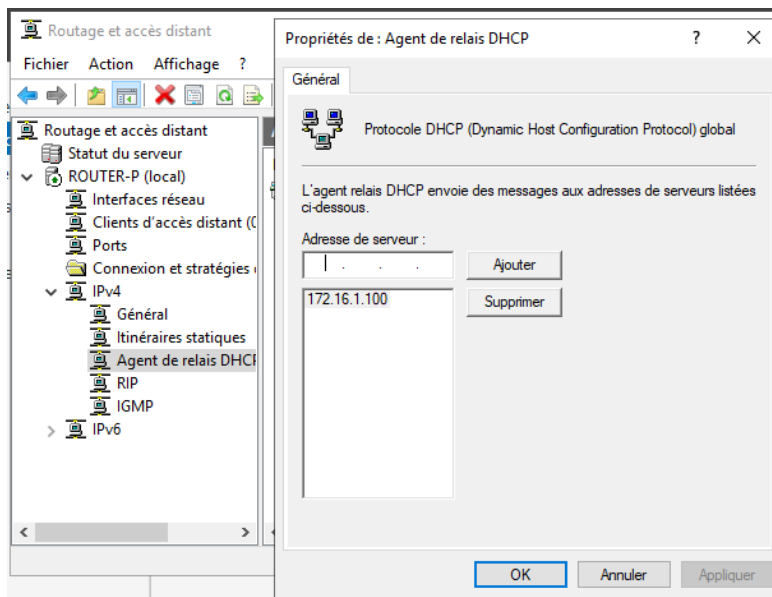 Routage et accès distant
Fichier Action Affichage ?
Routage et accès distant
Statut du serveur
ROUTER-P (local)
Interfaces réseau
Clients d'accès distant (
Ports
Connexion et stratégies
IPv4
Général
Itinéraires statiques
Agent de relais DHCP
RIP
IGMP
IPv6
Propriétés de : Agent de relais DHCP
?
Général
Protocole DHCP (Dynamic Host Configuration Protocol) global
L'agent relais DHCP envoie des messages aux adresses de serveurs listées
ci-dessous.
Adresse de serveur :
. . .
Ajouter
172.16.1.100
Supprimer
OK
Annuler
Appliquer